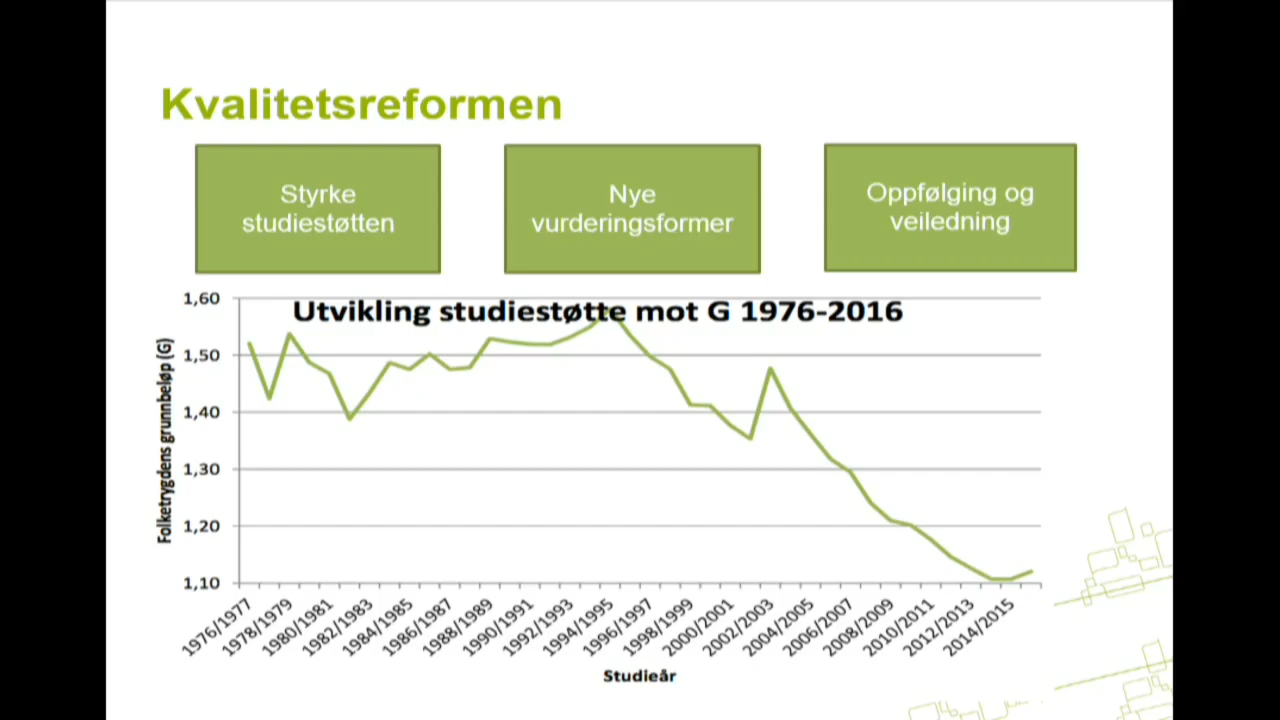 Kvalitetsreformen
Styrke
studiestøtten
Nye
vurderingsformer
Oppfølging og
veiledning
Utvikling studiestøtte mot G 1976-2016
Folketrygdens grunnbeløp (G)
1,60
1,50
1,40
1,30
1,20
1,10
1976/1977
1978/1979
1980/1981
1982/1983
1984/1985
1986/1987
1988/1989
1990/1991
1992/1993
1994/1995
1996/1997
1998/1999
2000/2001
2002/2003
2004/2005
2006/2007
2008/2009
2010/2011
2012/2013
2014/2015
Studieår